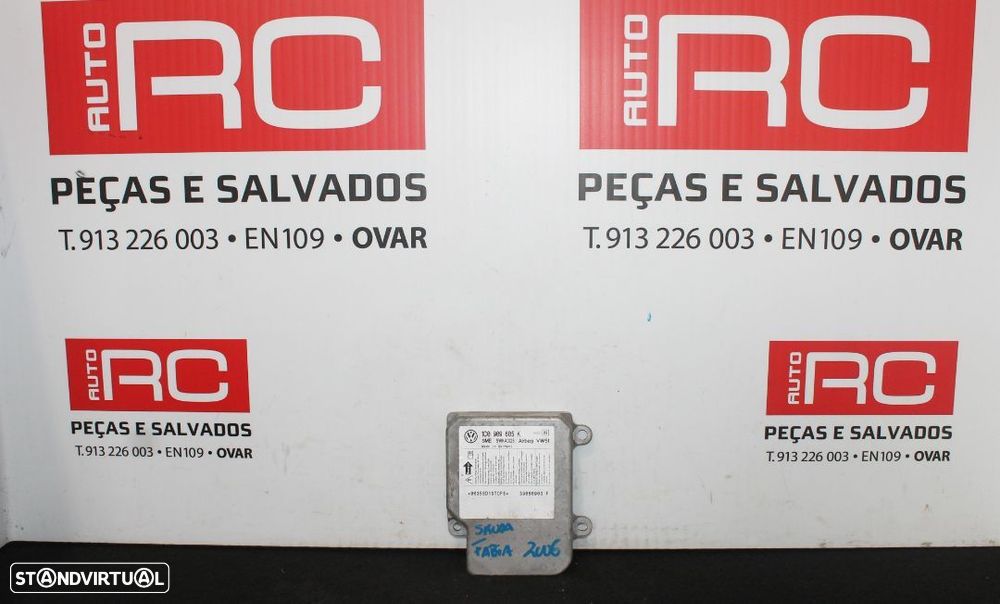 AUTO RC
PEÇAS E SALVADOS
T. 913 226 003 • EN109 • OVAR
AUTO RC
PEÇAS E SALVADOS
T. 913 226 003 • EN109 • OVAR
AUTO RC
PEÇAS E SALVADOS
T. 913 226 003 • EN109 • OVAR
AUTO RC
PEÇAS E SALVADOS
T. 913 226 003 • EN109 • OVAR
1C0 909 605 K
Airbag VW51
SKODA
FABIA 2006
STANDVIRTUAL